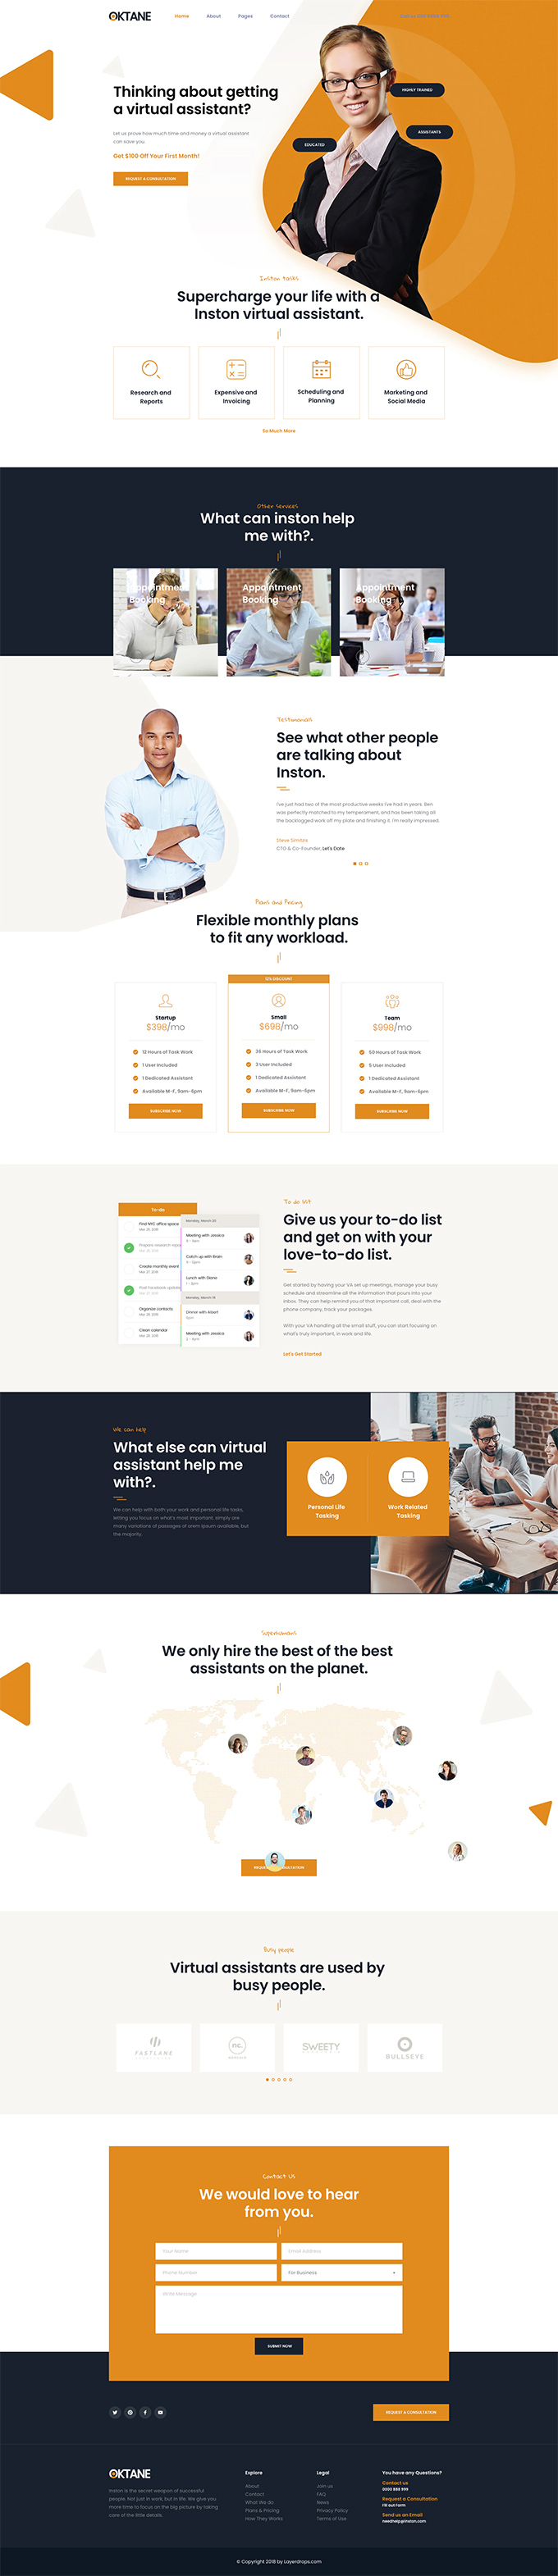 OKTANE
Home
About
Pages
Contact
Thinking about getting
a virtual assistant?
Let us prove how much time and money a virtual assistant
can save you.
Get $100 Off Your First Month!
REQUEST A CONSULTATION
HIGHLY TRAINED
ASSISTANTS
EDUCATED
Inston tasks
Supercharge your life with a
Inston virtual assistant.
Research and
Reports
Expensive and
Invoicing
Scheduling and
Planning
Marketing and
Social Media
So Much More
Other services
What can inston help
me with?.
Appointment
Booking
Appointment
Booking
Appointment
Booking
Testimonials
See what other people
are talking about
Inston.
I've just had two of the most productive weeks I've had in years. Ben
was perfectly matched to my temperament, and has been taking all
the backlogged work off my plate and finishing it. I'm really impressed.
CTO & Co-Founder, Let's Date
Plans and Pricing
Flexible monthly plans
to fit any workload.
Startup
$398/mo
12 Hours of Task Work
1 User Included
1 Dedicated Assistant
Available M-F, 9am-6pm
SUBSCRIBE NOW
10% DISCOUNT
Small
$698/mo
36 Hours of Task Work
3 User Included
1 Dedicated Assistant
Available M-F, 9am-6pm
SUBSCRIBE NOW
Team
$998/mo
50 Hours of Task Work
5 User Included
1 Dedicated Assistant
Available M-F, 9am-6pm
SUBSCRIBE NOW
To-do
Find NYC office space
Prepare research report
Create monthly event
Post Facebook update
Organize contacts
Clean calendar
Meeting with Jessica
Catch up with Brain
Lunch with Diane
Dinner with Albert
Meeting with Jessica
To do list
Give us your to-do list
and get on with your
love-to-do list.
Get started by having your VA set up meetings, manage your busy
schedule and streamline all the information that pours into your
inbox. They can help remind you of that important call, deal with the
phone company, track your packages.
With your VA handling all the small stuff, you can start focusing on
what's truly important, in work and life.
Let's Get Started
We can help
What else can virtual
assistant help me
with?.
We can help with both your work and personal life tasks,
letting you focus on what's most important. simply are
many variations of passages of lorem ipsum available, but
the majority.
Personal Life
Tasking
Work Related
Tasking
Superhumans
We only hire the best of the best
assistants on the planet.
Busy people
Virtual assistants are used by
busy people.
FASTLANE
nc.
SWEETY
BULLSEYE
Contact Us
We would love to hear
from you.
Your Name
Email Address
Phone Number
For Business
Write Message
SUBMIT NOW
REQUEST A CONSULTATION
OKTANE
Inston is the secret weapon of successful
people. Not just in work, but in life. We give you
more time to focus on the big picture by taking
care of the little details.
Explore
About
Contact
What We do
Plans & Pricing
How They Works
Legal
Join us
FAQ
News
Privacy Policy
Terms of Use
You have any Questions?
Contact us
0000 888 999
Request a Consultation
Fill out Form
Send us an Email
needhelp@inston.com
© Copyright 2018 by Layerdrops.com